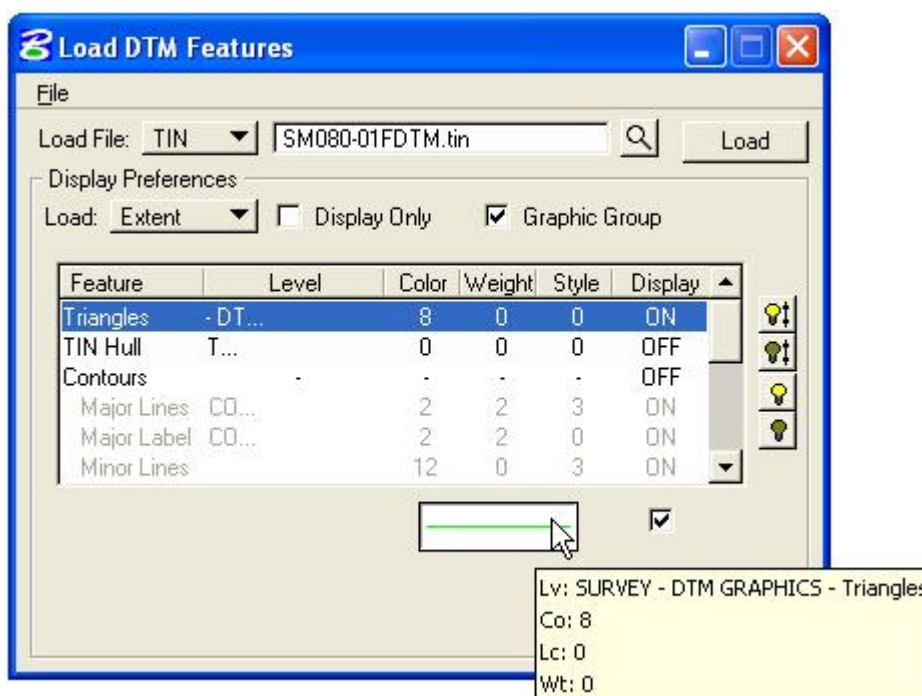 Load DTM Features
File
Load File: TIN SM080-01FDTM.tin Load
Display Preferences
Load: Extent Display Only Graphic Group
Feature Level Color Weight Style Display
Triangles - DT... 8 0 0 ON
TIN Hull T... 0 0 0 OFF
Contours - - - - OFF
Major Lines CO... 2 2 3 ON
Major Label CO... 2 2 0 ON
Minor Lines 12 0 3 ON
Lv: SURVEY - DTM GRAPHICS - Triangles
Co: 8
Lc: 0
Wt: 0